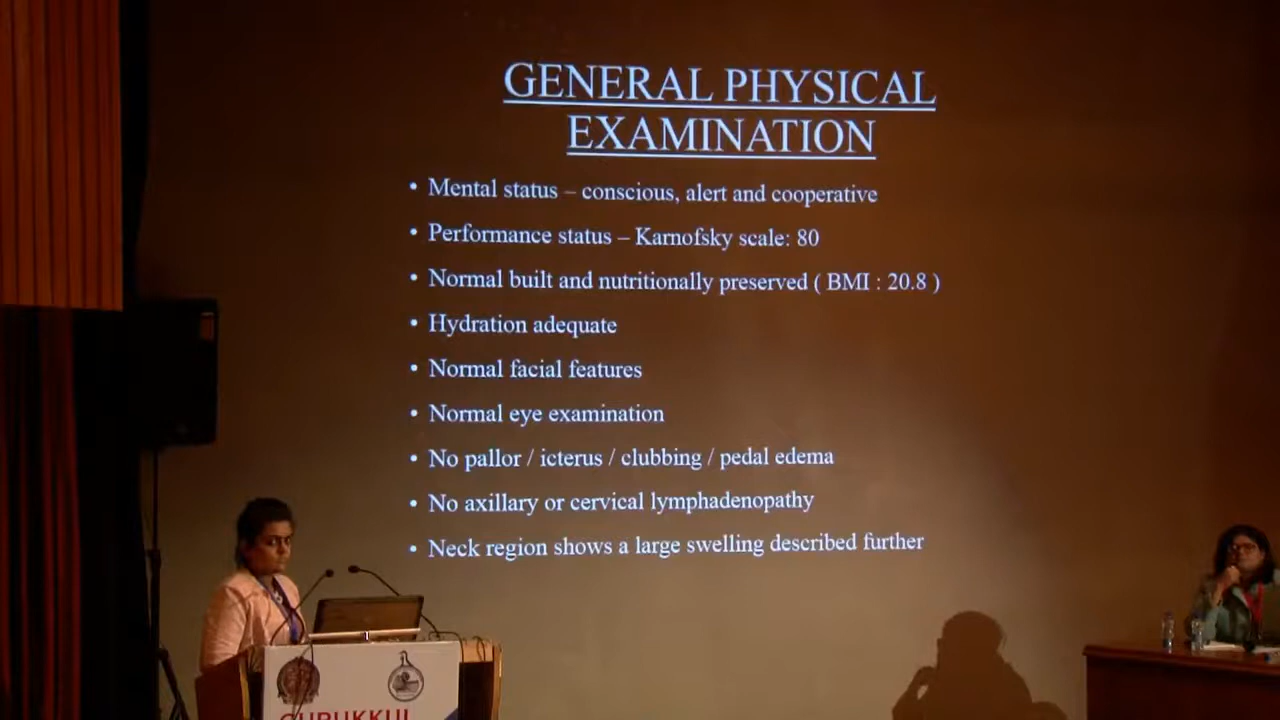 GENERAL PHYSICAL
EXAMINATION
• Mental status – conscious, alert and cooperative
• Performance status – Karnofsky scale: 80
• Normal built and nutritionally preserved ( BMI : 20.8 )
• Hydration adequate
• Normal facial features
• Normal eye examination
• No pallor / icterus / clubbing / pedal edema
• No axillary or cervical lymphadenopathy
• Neck region shows a large swelling described further
GURUKKUL